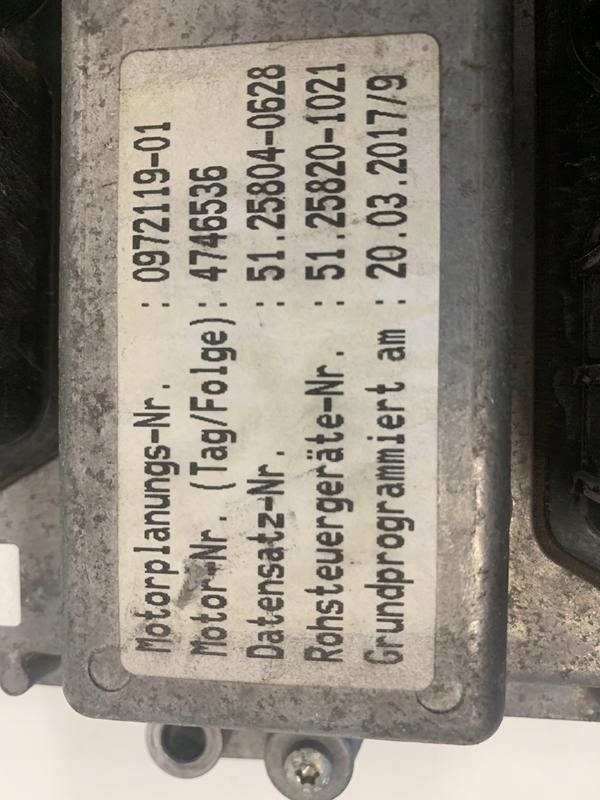 Motorplanungs-Nr. : 0972119-01
Motor-Nr. (Tag/Folge): 4746536
Datensatz-Nr. : 51.25804-0628
Rohsteuergeräte-Nr. : 51.25820-1021
Grundprogrammiert am : 20.03.2017/9